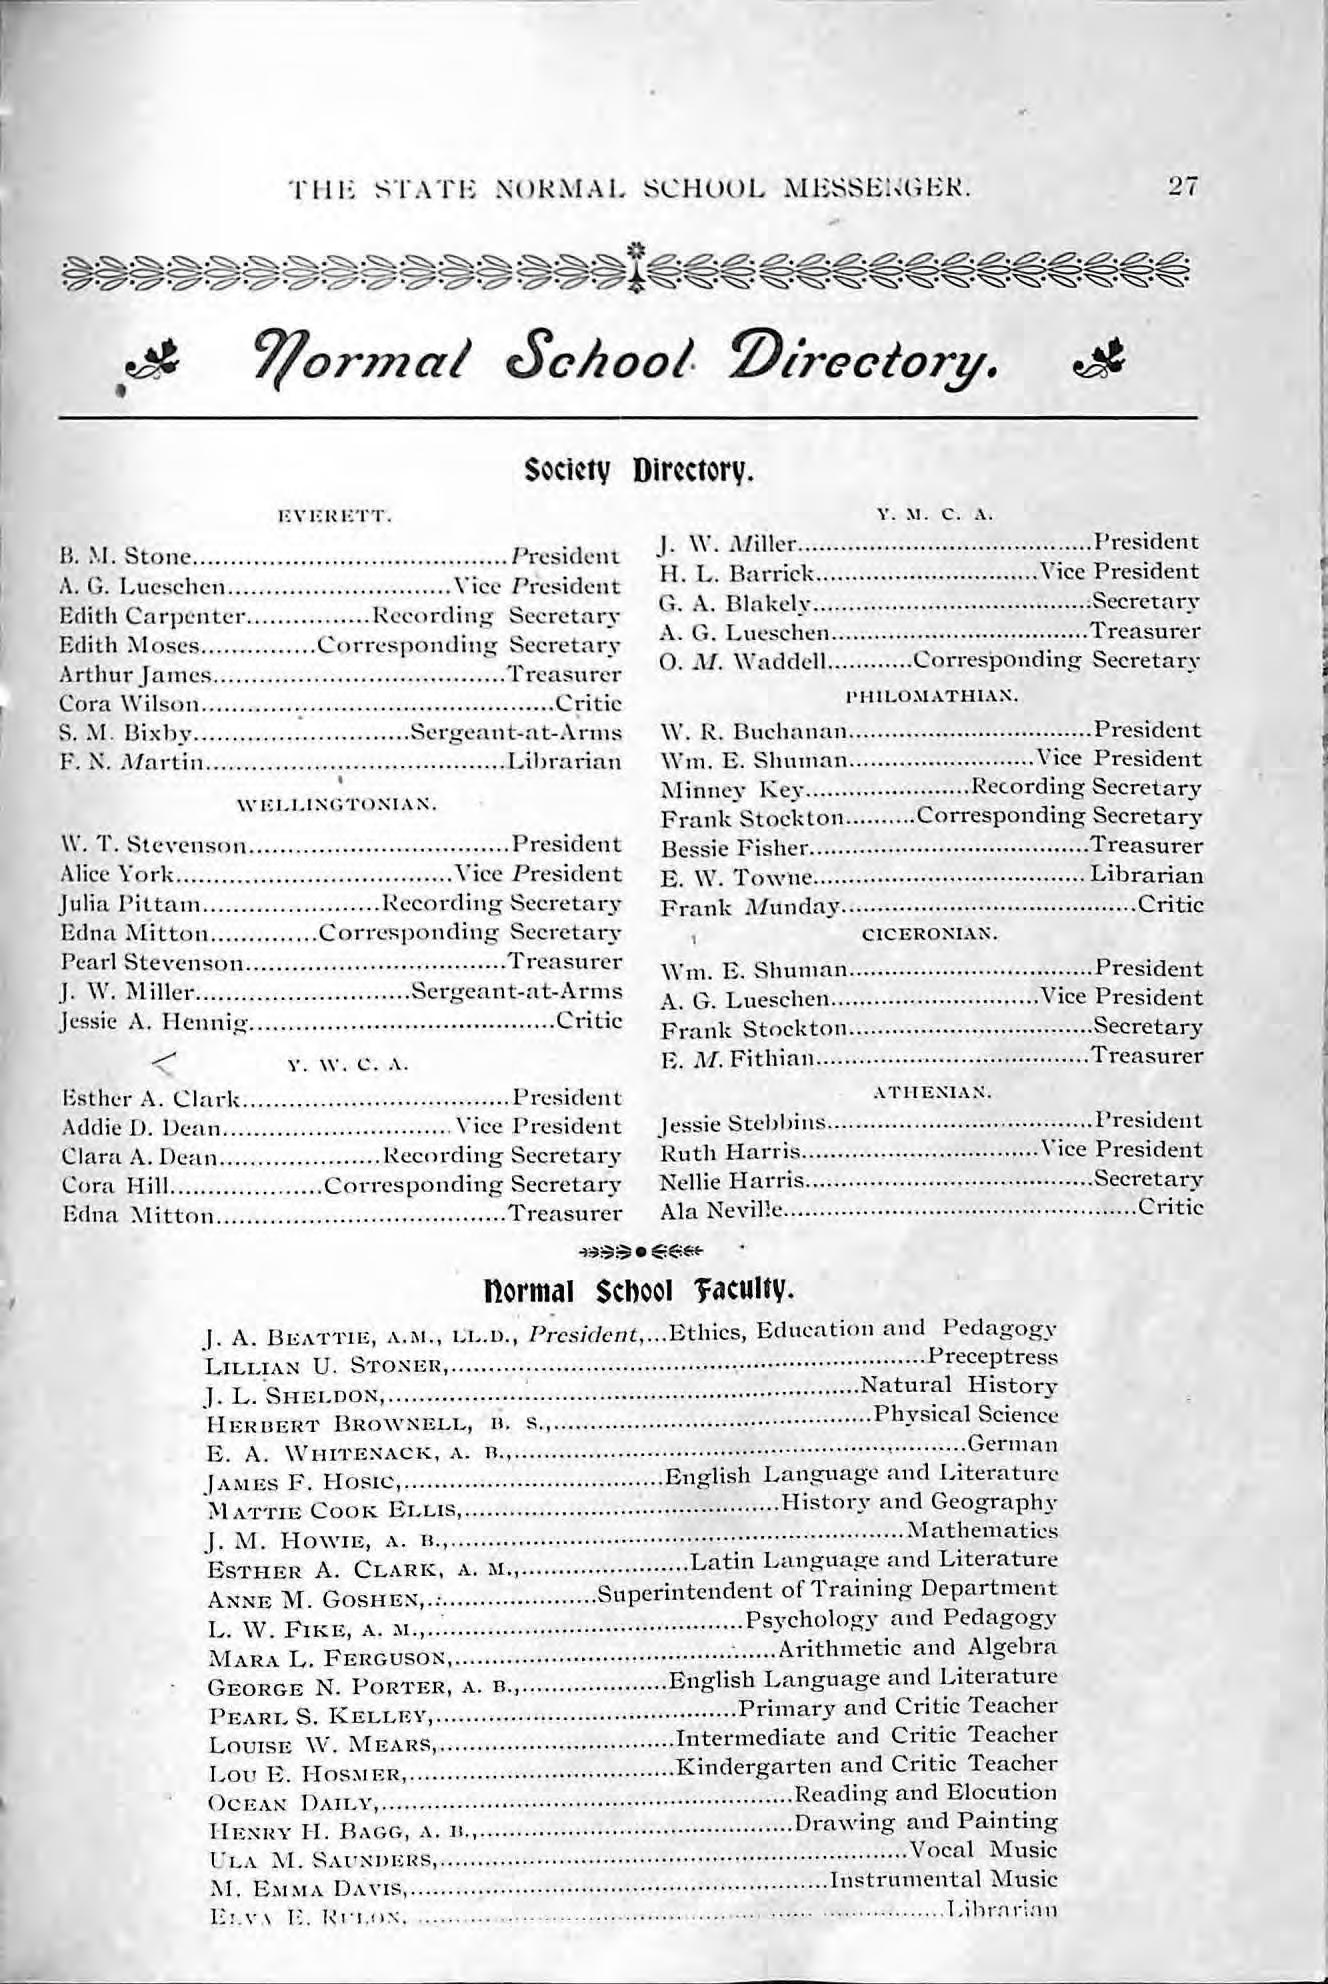 THE STATE NORMAL SCHOOL MESSENGER. 27
Normal School Directory.
Society Directory.
EVERETT.
B. M. Stone........................................President
A. G. Lueschen............................Vice President
Edith Carpenter................Recording Secretary
Edith Moses...............Corresponding Secretary
Arthur James.....................................Treasurer
Cora Wilson.............................................Critic
S. M. Bixby............................Sergeant-at-Arms
F. N. Martin......................................Librarian
WELLINGTONIAN.
W. T. Stevenson.................................President
Alice York...................................Vice President
Julia Pittam.......................Recording Secretary
Edna Mitton..............Corresponding Secretary
Pearl Stevenson.................................Treasurer
J. W. Miller............................Sergeant-at-Arms
Jessie A. Hennig.......................................Critic
Y. W. C. A.
Esther A. Clark..................................President
Addie D. Dean.............................Vice President
Clara A. Dean.....................Recording Secretary
Cora Hill...................Corresponding Secretary
Edna Mitton.....................................Treasurer
Y. M. C. A.
J. W. Miller.........................................President
H. L. Barrick..............................Vice President
G. A. Blakely......................................Secretary
A. G. Lueschen...................................Treasurer
O. M. Waddell............Corresponding Secretary
PHILOMATHIAN.
W. R. Buchanan.................................President
Wm. E. Shuman.........................Vice President
Minney Key.......................Recording Secretary
Frank Stockton..........Corresponding Secretary
Bessie Fisher.......................................Treasurer
E. W. Towne......................................Librarian
Frank Munday.........................................Critic
CICERONIAN.
Wm. E. Shuman..................................President
A. G. Lueschen............................Vice President
Frank Stockton..................................Secretary
E. M. Fithian......................................Treasurer
ATHENIAN.
Jessie Stebbins.....................................President
Ruth Harris.................................Vice President
Nellie Harris........................................Secretary
Ala Neville................................................Critic
Normal School Faculty.
J. A. BEATTIE, A.M., LL.D., President,...Ethics, Education and Pedagogy
LILLIAN U. STONER,..............................................................Preceptress
J. L. SHELDON,..............................................................Natural History
HERBERT BROWNELL, B. S.,..........................................Physical Science
E. A. WHITENACK, A. B.,............................................................German
JAMES F. HOSIC,..................................English Language and Literature
MATTIE COOK ELLIS,.........................................History and Geography
J. M. HOWIE, A. B.,............................................................Mathematics
ESTHER A. CLARK, A. M.,......................Latin Language and Literature
ANNE M. GOSHEN,......................Superintendent of Training Department
L. W. FIKE, A. M.,.........................................Psychology and Pedagogy
MARA L. FERGUSON,..........................................Arithmetic and Algebra
GEORGE N. PORTER, A. B.,...................English Language and Literature
PEARL S. KELLEY,.......................................Primary and Critic Teacher
LOUISE W. MEARS,...............................Intermediate and Critic Teacher
LOU E. HOSMER,...................................Kindergarten and Critic Teacher
OCEAN DAILY,......................................................Reading and Elocution
HENRY H. BAGG, A. B.,.........................................Drawing and Painting
ULA M. SAUNDERS,.............................................................Vocal Music
M. EMMA DAVIS,.......................................................Instrumental Music
ELVA E. RULON,......................................................................Librarian